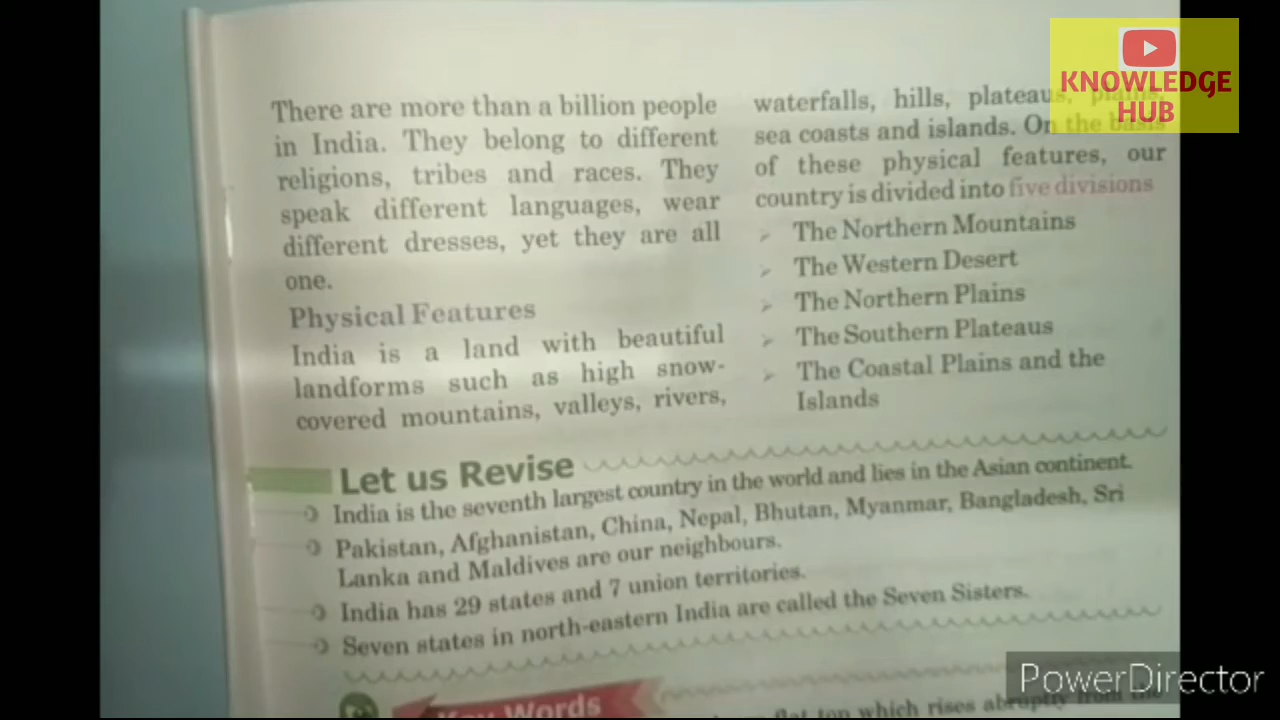 There are more than a billion people
in India. They belong to different
religions, tribes and races. They
speak different languages, wear
different dresses, yet they are all
one.
Physical Features
India is a land with beautiful
landforms such as high snow-
covered mountains, valleys, rivers,
waterfalls, hills, plateaus, plains,
sea coasts and islands. On the basis
of these physical features, our
country is divided into five divisions
The Northern Mountains
The Western Desert
The Northern Plains
The Southern Plateaus
The Coastal Plains and the
Islands
Let us Revise
India is the seventh largest country in the world and lies in the Asian continent.
Pakistan, Afghanistan, China, Nepal, Bhutan, Myanmar, Bangladesh, Sri
Lanka and Maldives are our neighbours.
India has 29 states and 7 union territories.
Seven states in north-eastern India are called the Seven Sisters.
Key Words
flat top which rises abruptly from the
KNOWLEDGE
HUB
PowerDirector